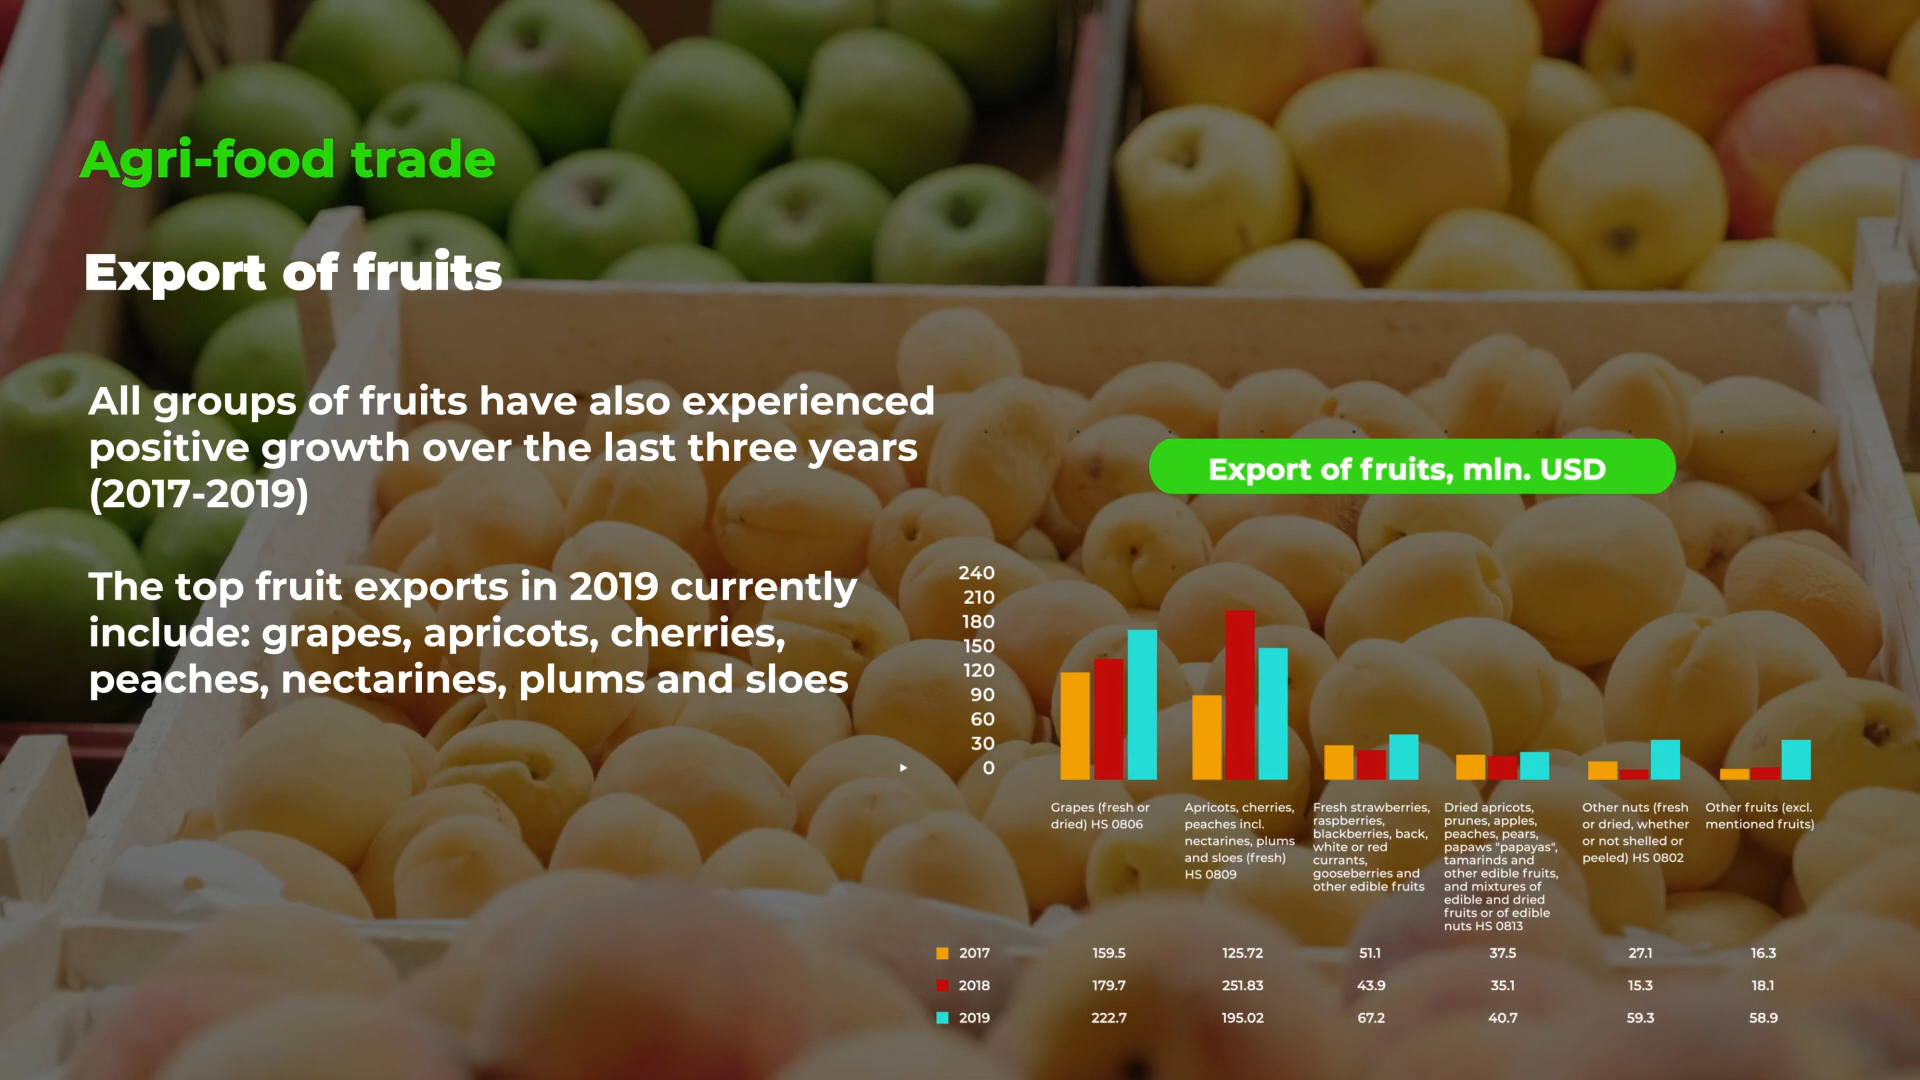 Agri-food trade
Export of fruits
All groups of fruits have also experienced
positive growth over the last three years
(2017-2019)
The top fruit exports in 2019 currently
include: grapes, apricots, cherries,
peaches, nectarines, plums and sloes
Export of fruits, mln. USD
240
210
180
150
120
90
60
30
0
Grapes (fresh or
dried) HS 0806
Apricots, cherries,
peaches incl.
nectarines, plums
and sloes (fresh)
HS 0809
Fresh strawberries,
raspberries,
blackberries, back,
white or red
currants,
gooseberries and
other edible fruits
Dried apricots,
prunes, apples,
peaches, pears,
papaws "papayas",
tamarinds and
other edible fruits,
and mixtures of
edible and dried
fruits or of edible
nuts HS 0813
Other nuts (fresh
or dried, whether
or not shelled or
peeled) HS 0802
Other fruits (excl.
mentioned fruits)
2017 159.5 125.72 51.1 37.5 27.1 16.3
2018 179.7 251.83 43.9 35.1 15.3 18.1
2019 222.7 195.02 67.2 40.7 59.3 58.9